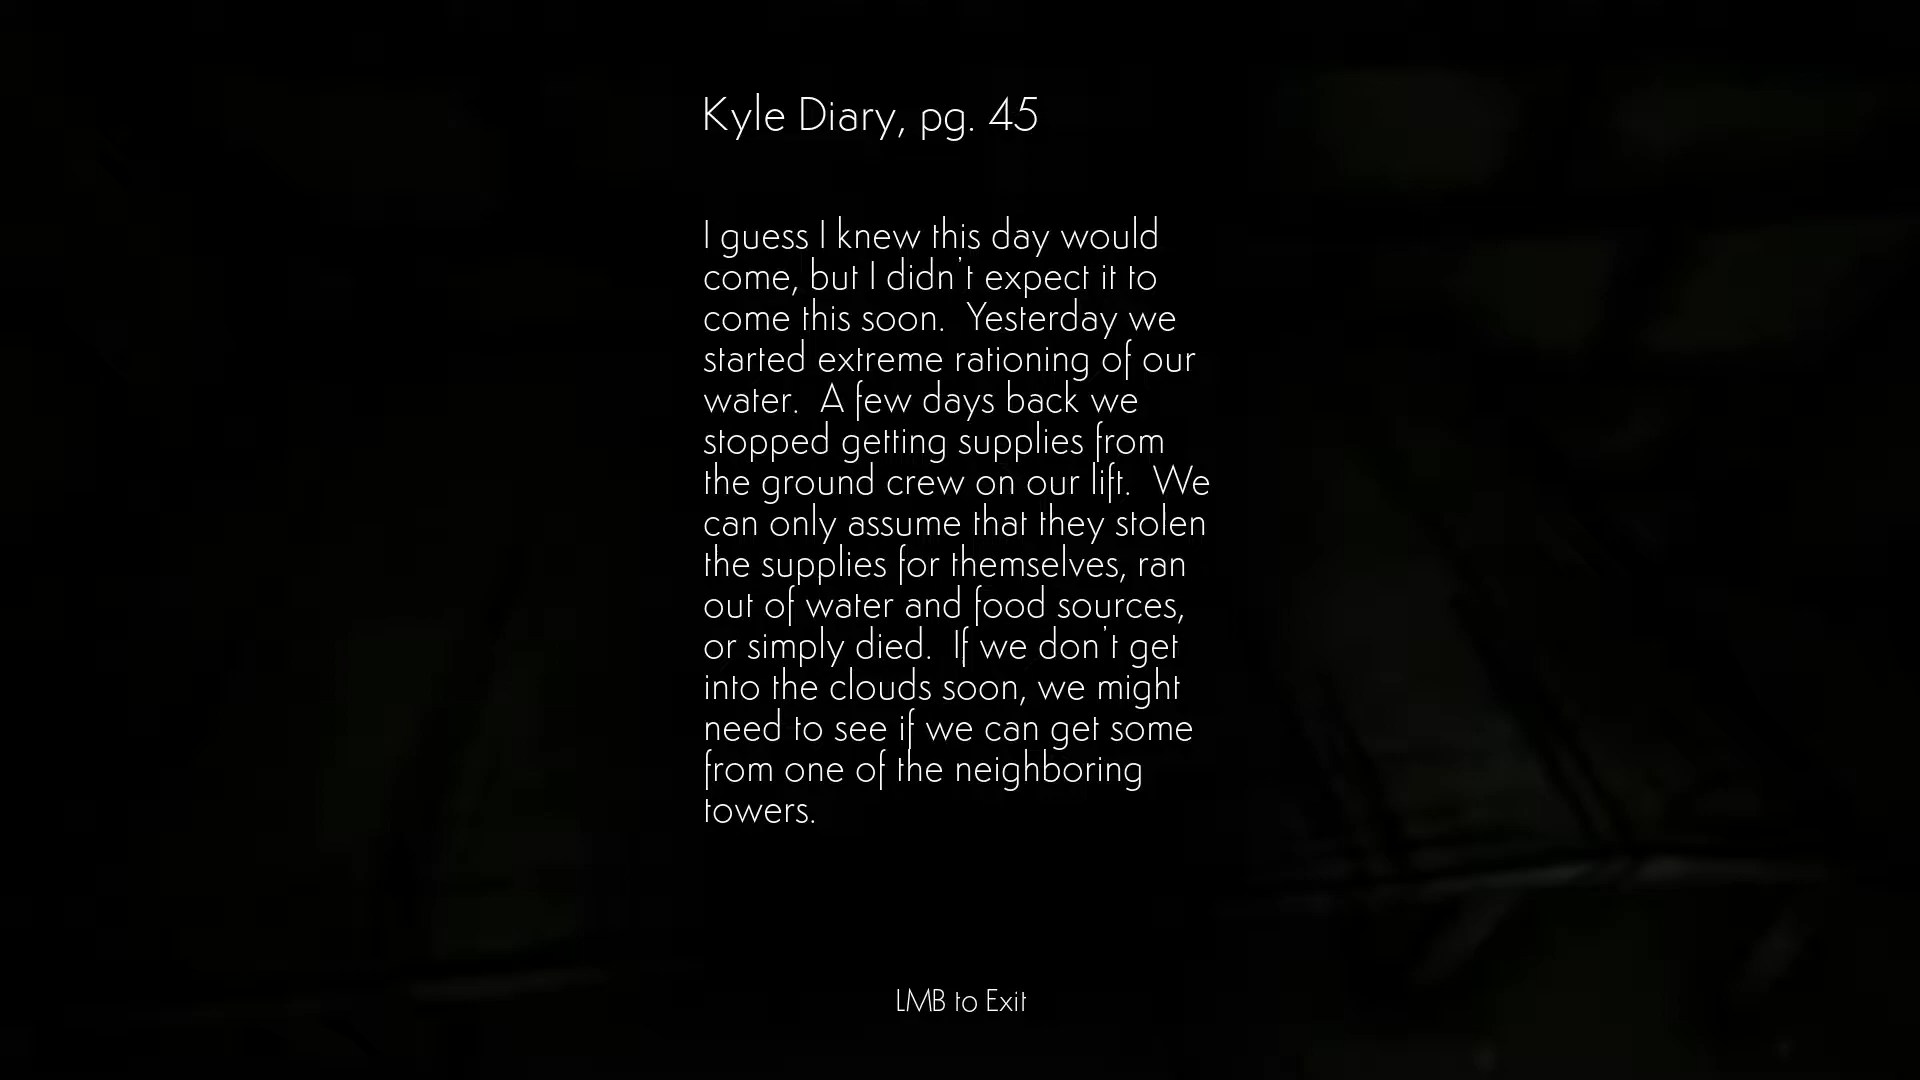 Kyle Diary, pg. 45
I guess I knew this day would
come, but I didn't expect it to
come this soon.  Yesterday we
started extreme rationing of our
water.  A few days back we
stopped getting supplies from
the ground crew on our lift.  We
can only assume that they stolen
the supplies for themselves, ran
out of water and food sources,
or simply died.  If we don't get
into the clouds soon, we might
need to see if we can get some
from one of the neighboring
towers.
LMB to Exit